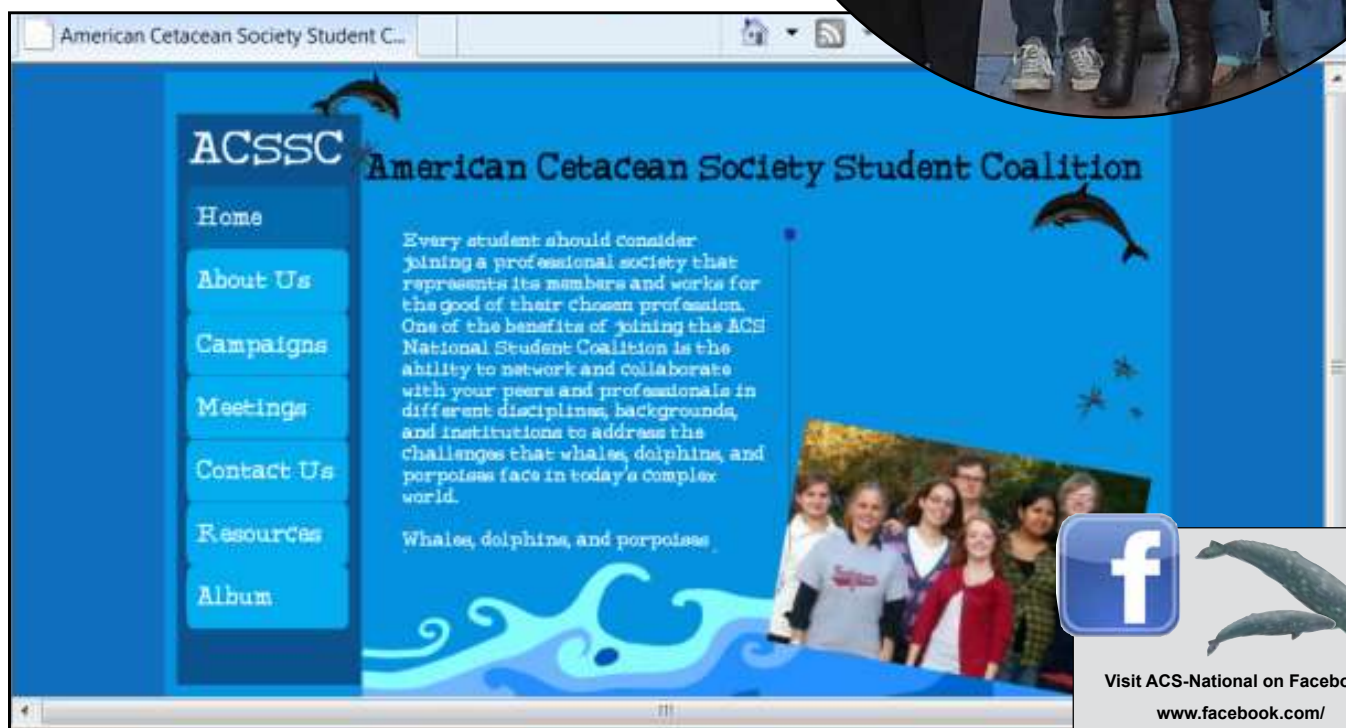 American Cetacean Society Student C...
ACSSC
American Cetacean Society Student Coalition
Home
About Us
Campaigns
Meetings
Contact Us
Resources
Album
Every student should consider
joining a professional society that
represents its members and works for
the good of their chosen profession.
One of the benefits of joining the ACS
National Student Coalition is the
ability to network and collaborate
with your peers and professionals in
different disciplines, backgrounds,
and institutions to address the
challenges that whales, dolphins, and
porpoises face in today's complex
world.
Whales, dolphins, and porpoises
f
Visit ACS-National on Facebo
www.facebook.com/